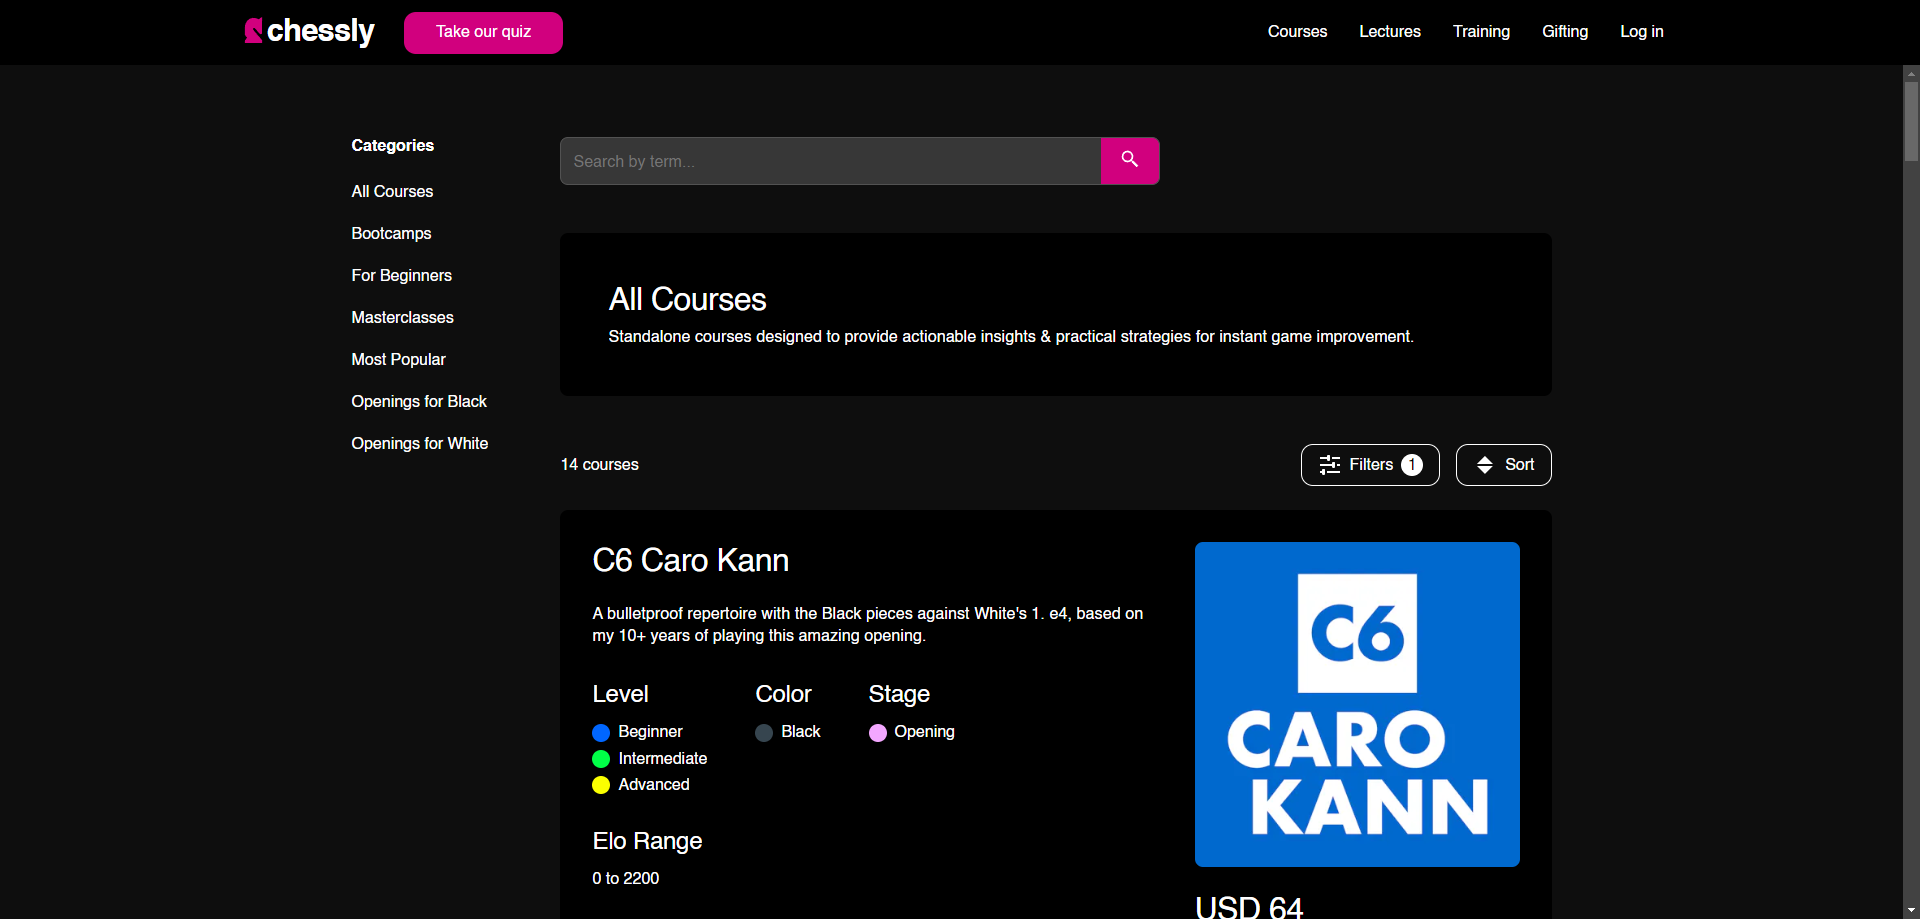 chessly
Take our quiz
Courses
Lectures
Training
Gifting
Log in
Categories
All Courses
Bootcamps
For Beginners
Masterclasses
Most Popular
Openings for Black
Openings for White
Search by term...
All Courses
Standalone courses designed to provide actionable insights & practical strategies for instant game improvement.
14 courses
Filters 1
Sort
C6 Caro Kann
A bulletproof repertoire with the Black pieces against White's 1. e4, based on
my 10+ years of playing this amazing opening.
Level
Beginner
Intermediate
Advanced
Color
Black
Stage
Opening
Elo Range
0 to 2200
C6
CARO
KANN
USD 64